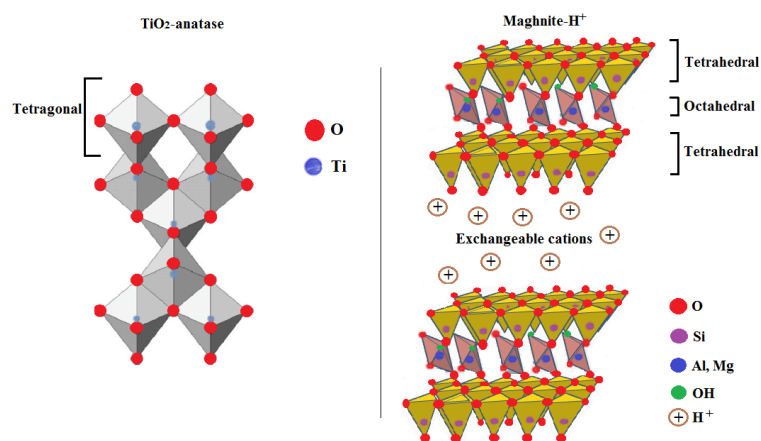 TiO₂-anatase
Tetragonal
O
Ti
Maghnite-H⁺
Tetrahedral
Octahedral
Tetrahedral
+ + + + +
Exchangeable cations
+ + +
O
Si
Al, Mg
OH
+ H⁺